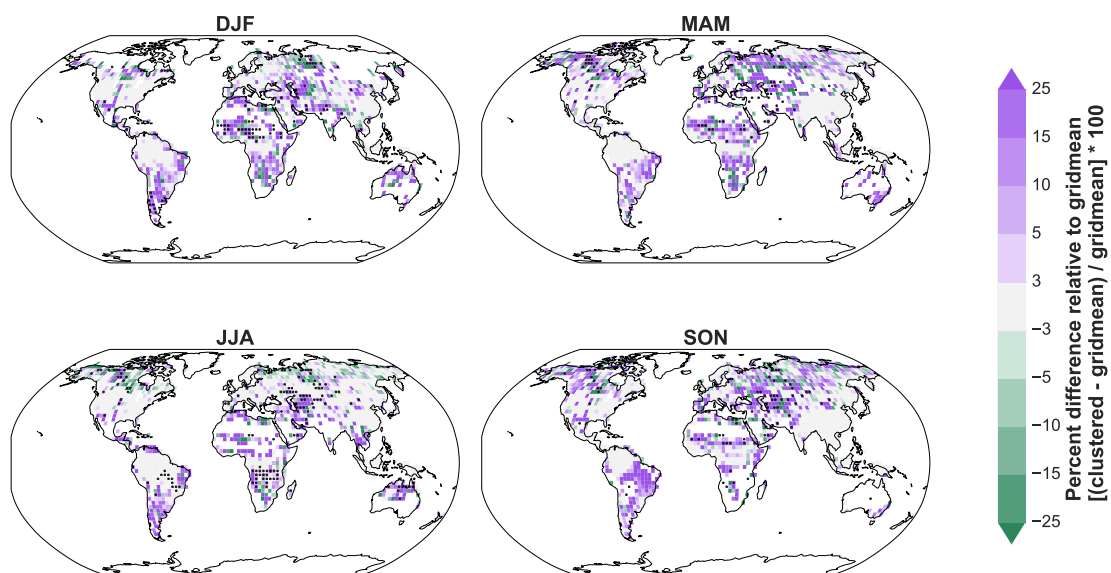 DJF
MAM
JJA
SON
25
15
10
5
3
−3
−5
−10
−15
−25
Percent difference relative to gridmean
[(clustered - gridmean) / gridmean] * 100